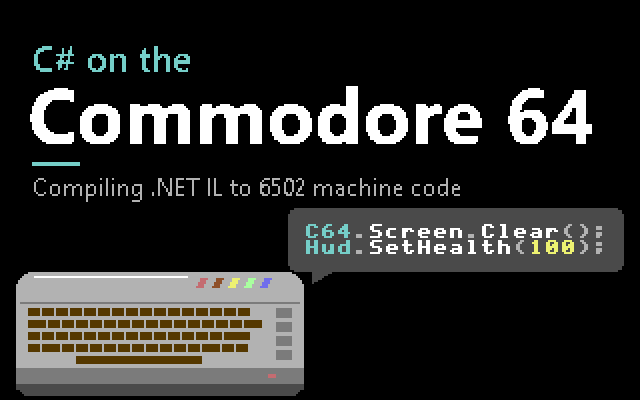 C# on the
Commodore 64
Compiling .NET IL to 6502 machine code
C64.Screen.Clear();
Hud.SetHealth(100);